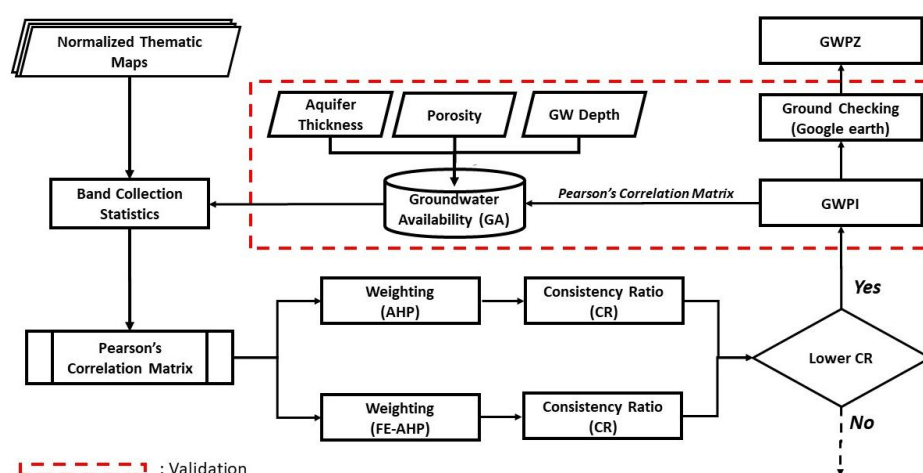 Normalized Thematic
Maps
GWPZ
Aquifer
Thickness
Porosity
GW Depth
Ground Checking
(Google earth)
Band Collection
Statistics
Groundwater
Availability (GA)
Pearson's Correlation Matrix
GWPI
Weighting
(AHP)
Consistency Ratio
(CR)
Yes
Pearson's
Correlation Matrix
Lower CR
Weighting
(FE-AHP)
Consistency Ratio
(CR)
No
: Validation